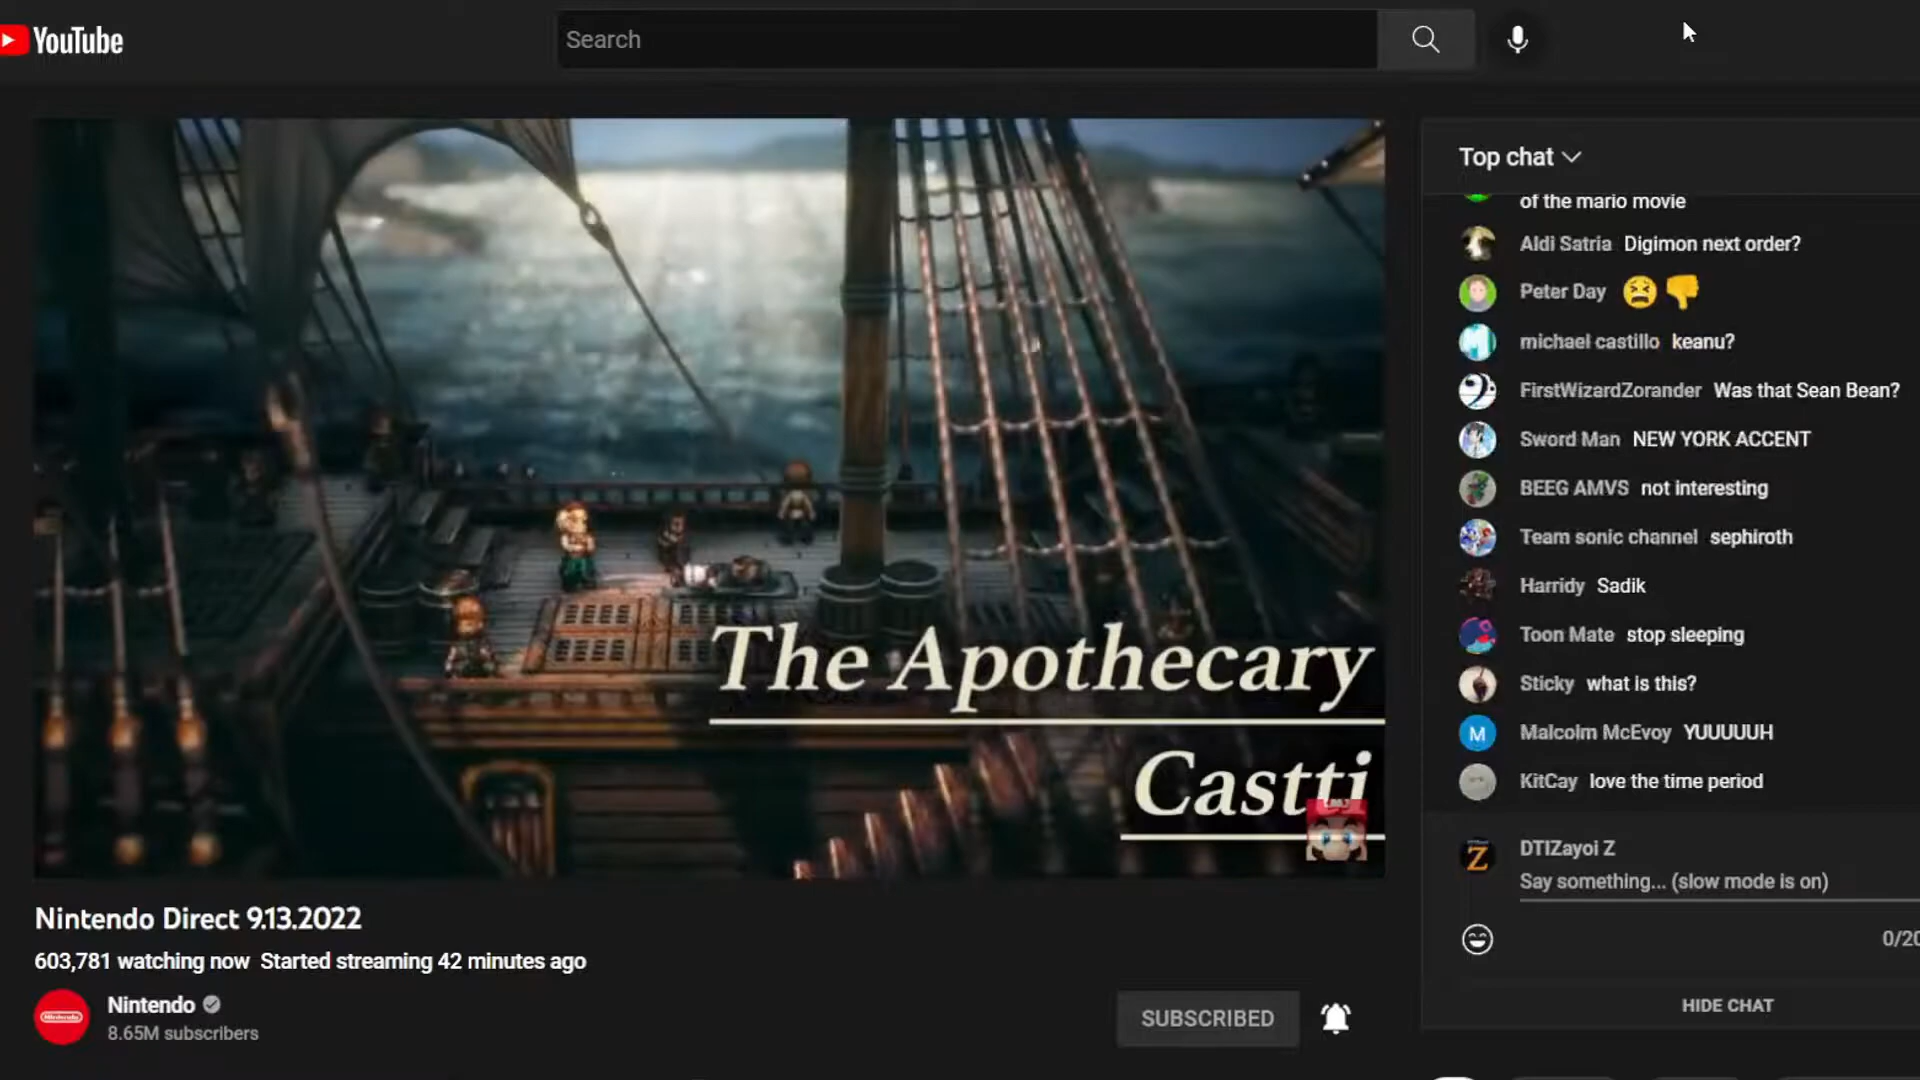 YouTube
Search
The Apothecary
Castti
Nintendo Direct 9.13.2022
603,781 watching now Started streaming 42 minutes ago
Nintendo
Nintendo
8.65M subscribers
SUBSCRIBED
Top chat
of the mario movie
Aldi Satria Digimon next order?
Peter Day
michael castillo keanu?
FirstWizardZorander Was that Sean Bean?
Sword Man NEW YORK ACCENT
BEEG AMVS not interesting
Team sonic channel sephiroth
Harridy Sadik
Toon Mate stop sleeping
Sticky what is this?
M
Malcolm McEvoy YUUUUUH
KitCay love the time period
Z
DTIZayoi Z
Say something... (slow mode is on)
0/20
HIDE CHAT